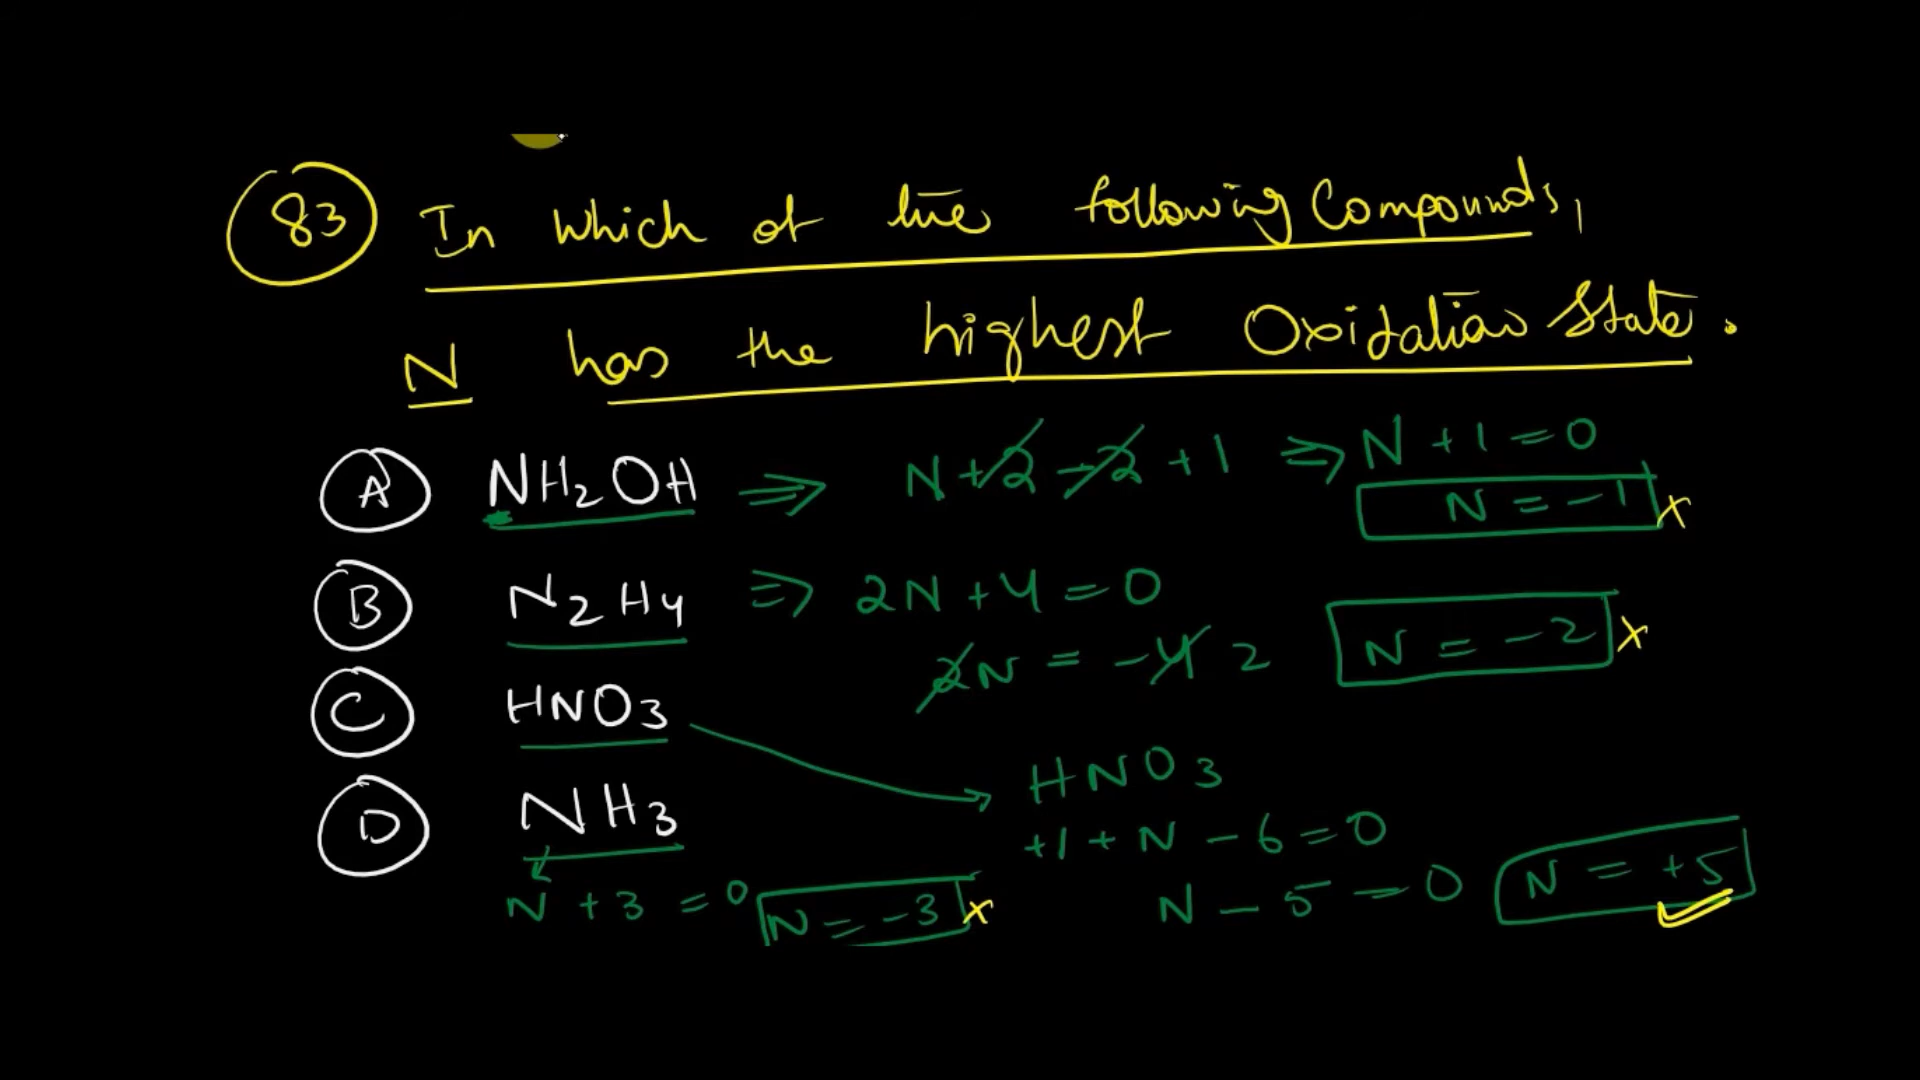 83 In which of the following Compounds,
N has the highest Oxidation State.
A NH2OH ⇒ N+2-2+1 ⇒ N+1=0
N = -1 x
B N2H4 ⇒ 2N+4=0
2N = -4 2 N = -2 x
C HNO3
HNO3
D NH3
+1+N-6=0
N+3=0 N=-3 x N-5=0 N=+5